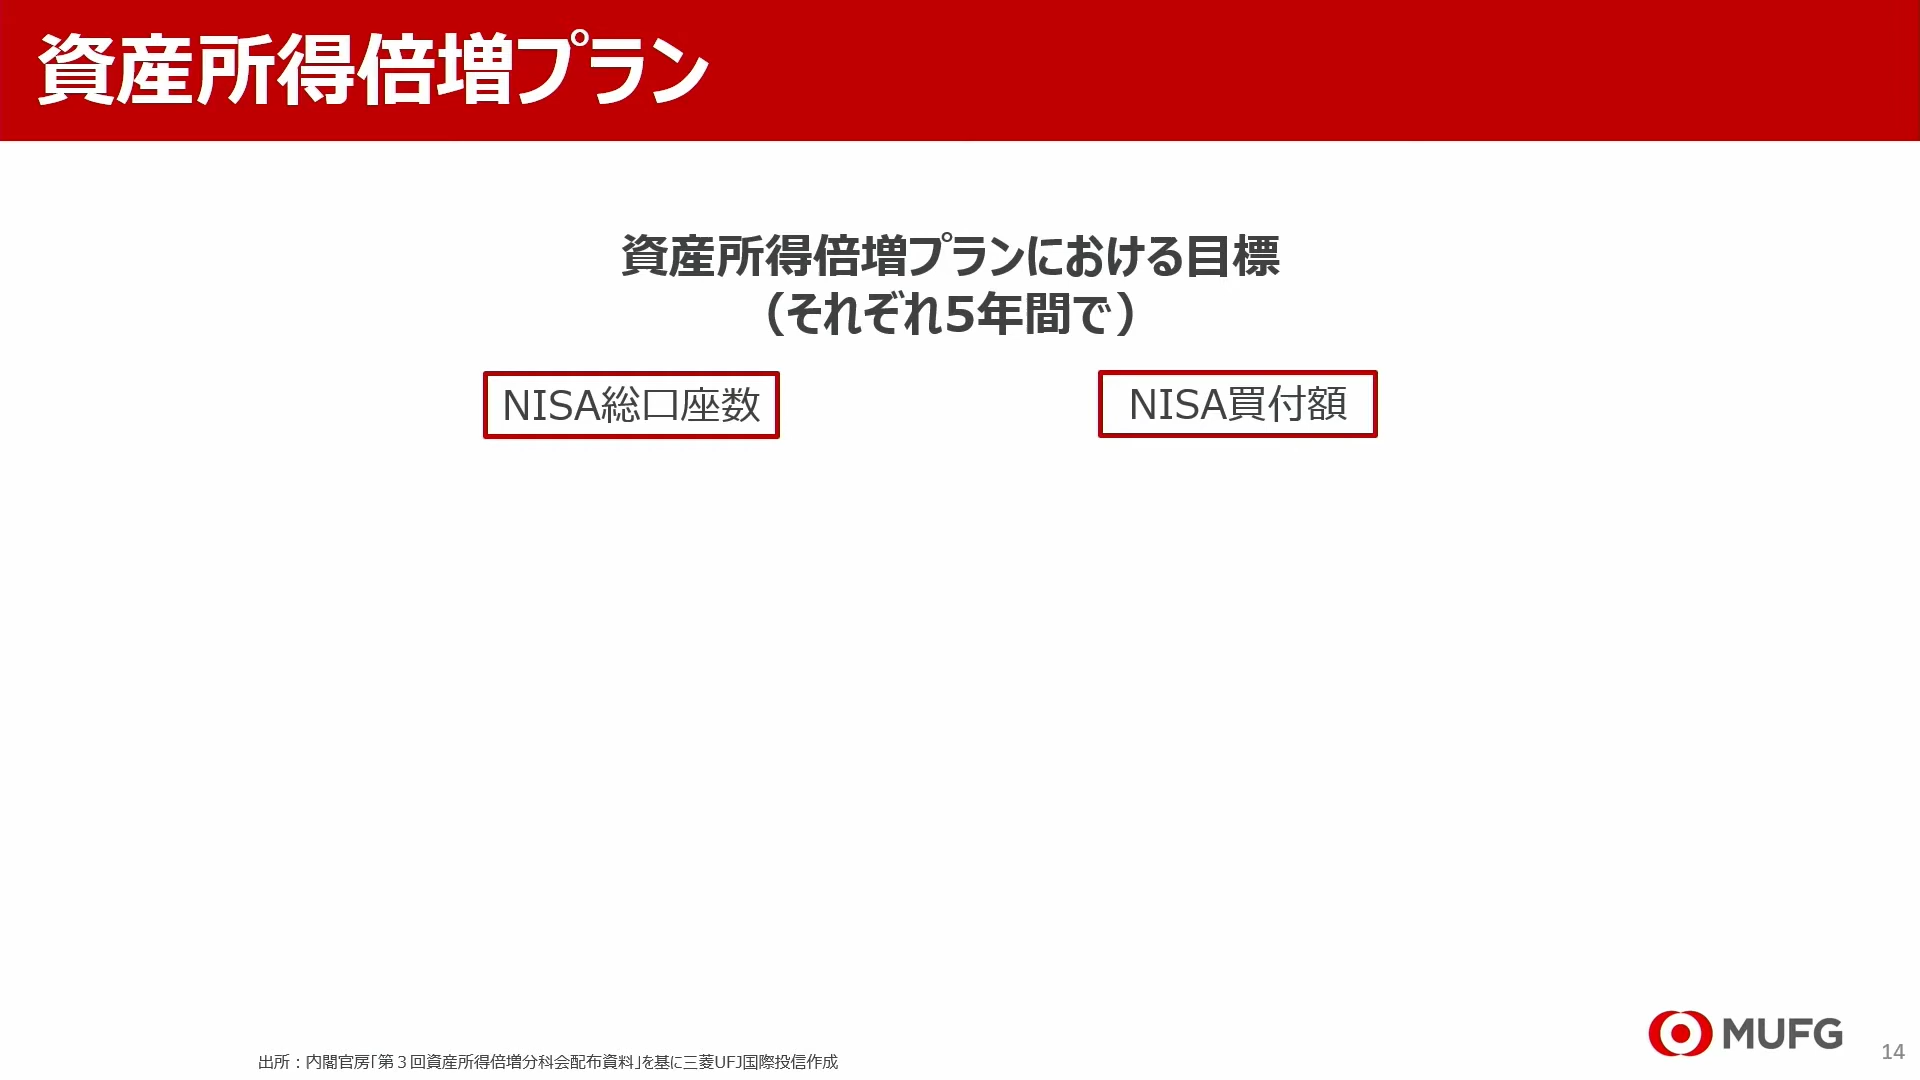 資産所得倍増プラン
資産所得倍増プランにおける目標
（それぞれ5年間で）
NISA総口座数
NISA買付額
MUFG
14
出所：内閣官房「第３回資産所得倍増分科会配布資料」を基に三菱UFJ国際投信作成